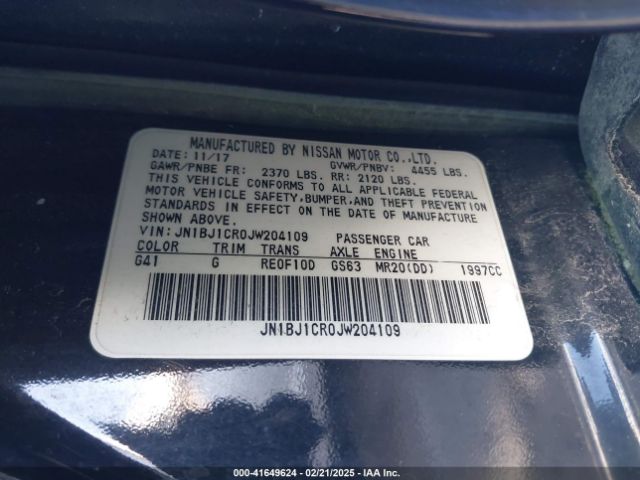 MANUFACTURED BY NISSAN MOTOR CO.,LTD.
DATE: 11/17 GVWR/PNBV: 4455 LBS.
GAWR/PNBE FR: 2370 LBS. RR: 2120 LBS.
THIS VEHICLE CONFORMS TO ALL APPLICABLE FEDERAL
MOTOR VEHICLE SAFETY,BUMPER,AND THEFT PREVENTION
STANDARDS IN EFFECT ON THE DATE OF MANUFACTURE
SHOWN ABOVE.
VIN: JN1BJ1CR0JW204109 PASSENGER CAR
COLOR TRIM TRANS AXLE ENGINE
G41 G RE0F10D GS63 MR20(DD) 1997CC
JN1BJ1CR0JW204109
000-41649624 - 02/21/2025 - IAA Inc.